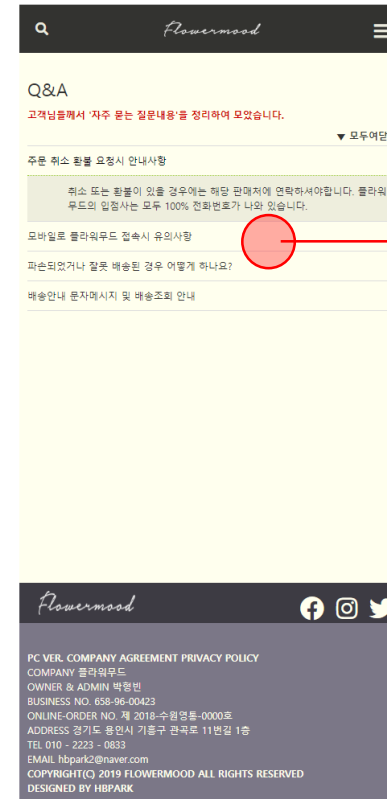 Flowermood
Q&A
고객님들께서 '자주 묻는 질문내용'을 정리하여 모았습니다.
▼ 모두여닫
주문 취소 환불 요청시 안내사항
취소 또는 환불이 있을 경우에는 해당 판매처에 연락하셔야합니다. 플라워
무드의 입점사는 모두 100% 전화번호가 나와 있습니다.
모바일로 플라워무드 접속시 유의사항
파손되었거나 잘못 배송된 경우 어떻게 하나요?
배송안내 문자메시지 및 배송조회 안내
Flowermood
PC VER. COMPANY AGREEMENT PRIVACY POLICY
COMPANY 플라워무드
OWNER & ADMIN 박형빈
BUSINESS NO. 658-96-00423
ONLINE-ORDER NO. 제 2018-수원영통-0000호
ADDRESS 경기도 용인시 기흥구 관곡로 11번길 1층
TEL 010 - 2223 - 0833
EMAIL hbpark2@naver.com
COPYRIGHT(C) 2019 FLOWERMOOD ALL RIGHTS RESERVED
DESIGNED BY HBPARK